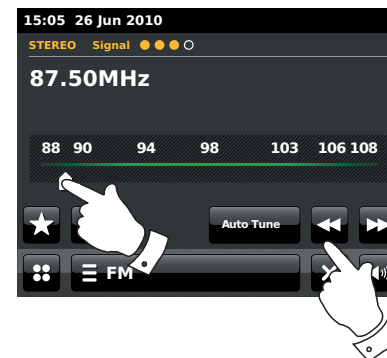 15:05 26 Jun 2010
STEREO Signal
87.50MHz
88 90 94 98 103 106 108
Auto Tune
FM